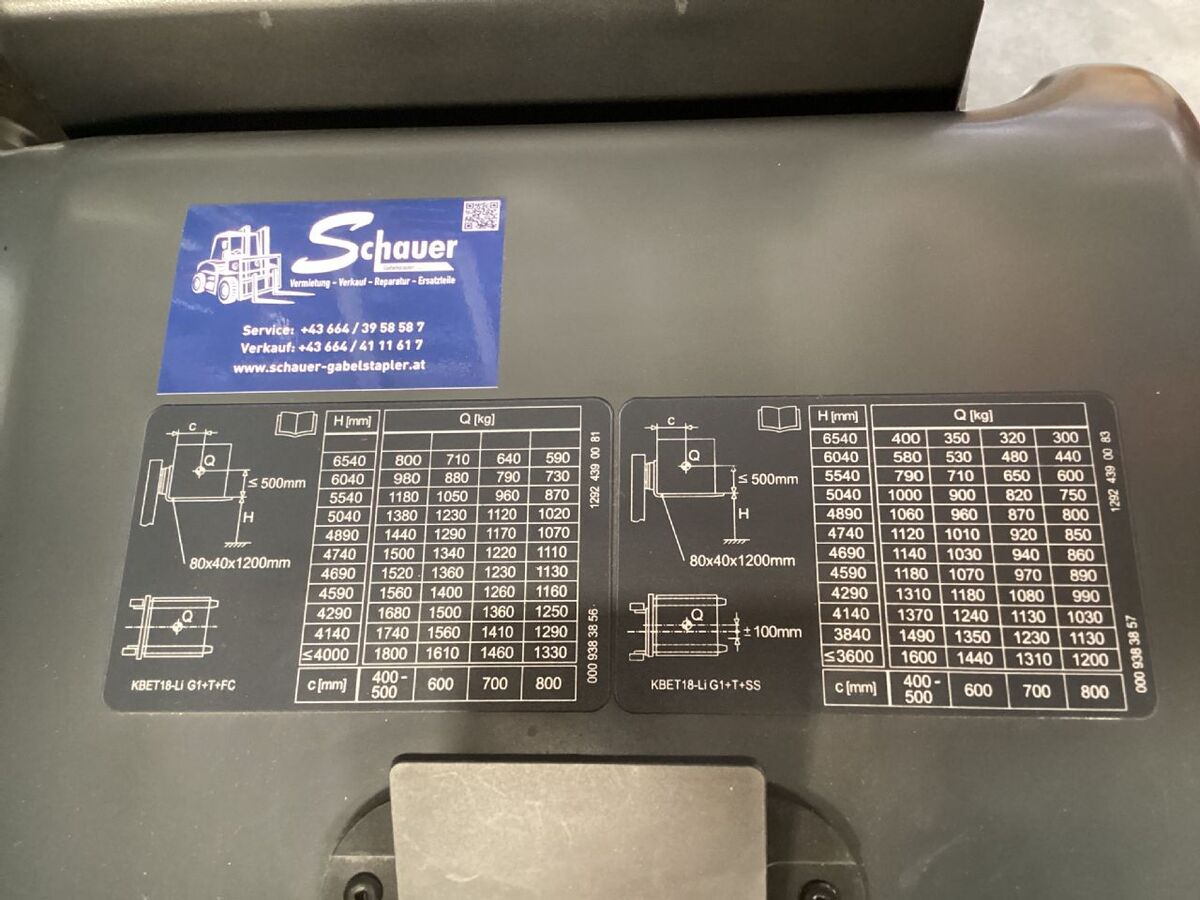 Schauer
Vermietung – Verkauf – Reparatur – Ersatzteile
Service: +43 664 / 39 58 58 7
Verkauf: +43 664 / 41 11 61 7
www.schauer-gabelstapler.at
c
Q
≤ 500mm
H
80x40x1200mm
Q
KBET18-Li G1+T+FC
H [mm] Q [kg]
6540 800 710 640 590
6040 980 880 790 730
5540 1180 1050 960 870
5040 1380 1230 1120 1020
4890 1440 1290 1170 1070
4740 1500 1340 1220 1110
4690 1520 1360 1230 1130
4590 1560 1400 1260 1160
4290 1680 1500 1360 1250
4140 1740 1560 1410 1290
≤4000 1800 1610 1460 1330
c [mm] 400-500 600 700 800
1292 439 00 81
000 938 38 56
c
Q
≤ 500mm
H
80x40x1200mm
Q
± 100mm
KBET18-Li G1+T+SS
H [mm] Q [kg]
6540 400 350 320 300
6040 580 530 480 440
5540 790 710 650 600
5040 1000 900 820 750
4890 1060 960 870 800
4740 1120 1010 920 850
4690 1140 1030 940 860
4590 1180 1070 970 890
4290 1310 1180 1080 990
4140 1370 1240 1130 1030
3840 1490 1350 1230 1130
≤3600 1600 1440 1310 1200
c [mm] 400-500 600 700 800
1292 439 00 83
000 938 38 57